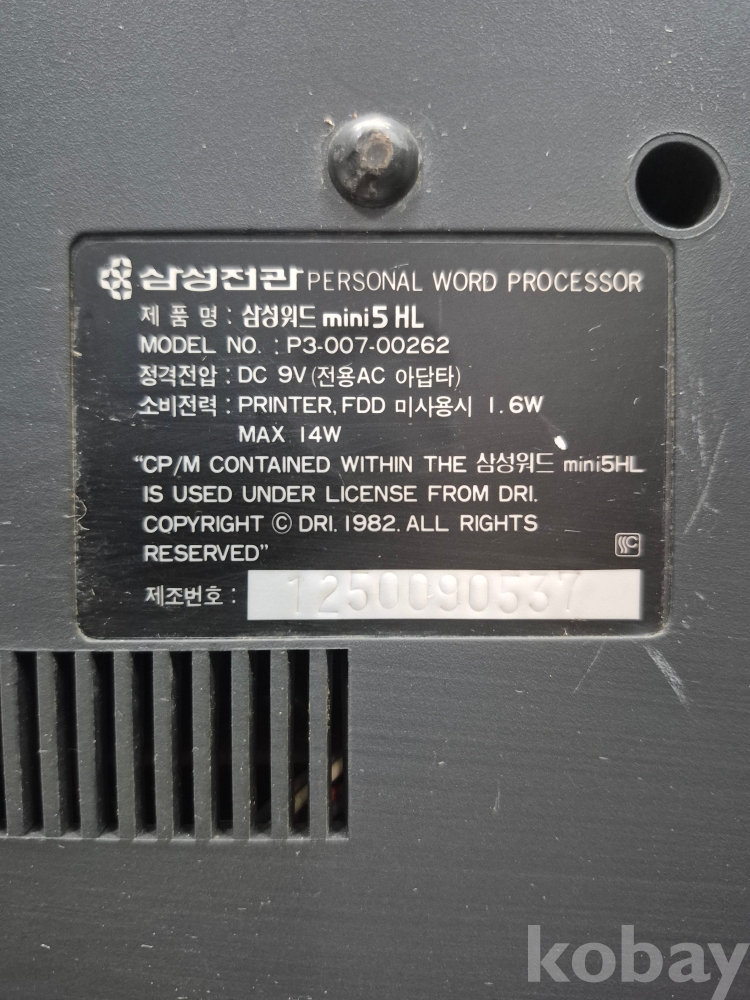 삼성전관 PERSONAL WORD PROCESSOR
제 품 명 : 삼성워드 mini5 HL
MODEL NO. : P3-007-00262
정격전압 : DC 9V (전용AC 아답타)
소비전력 : PRINTER, FDD 미사용시 1.6W
MAX 14W
"CP/M CONTAINED WITHIN THE 삼성워드 mini5HL
IS USED UNDER LICENSE FROM DRI.
COPYRIGHT © DRI. 1982. ALL RIGHTS
RESERVED"
제조번호 : 1250090537
kobay